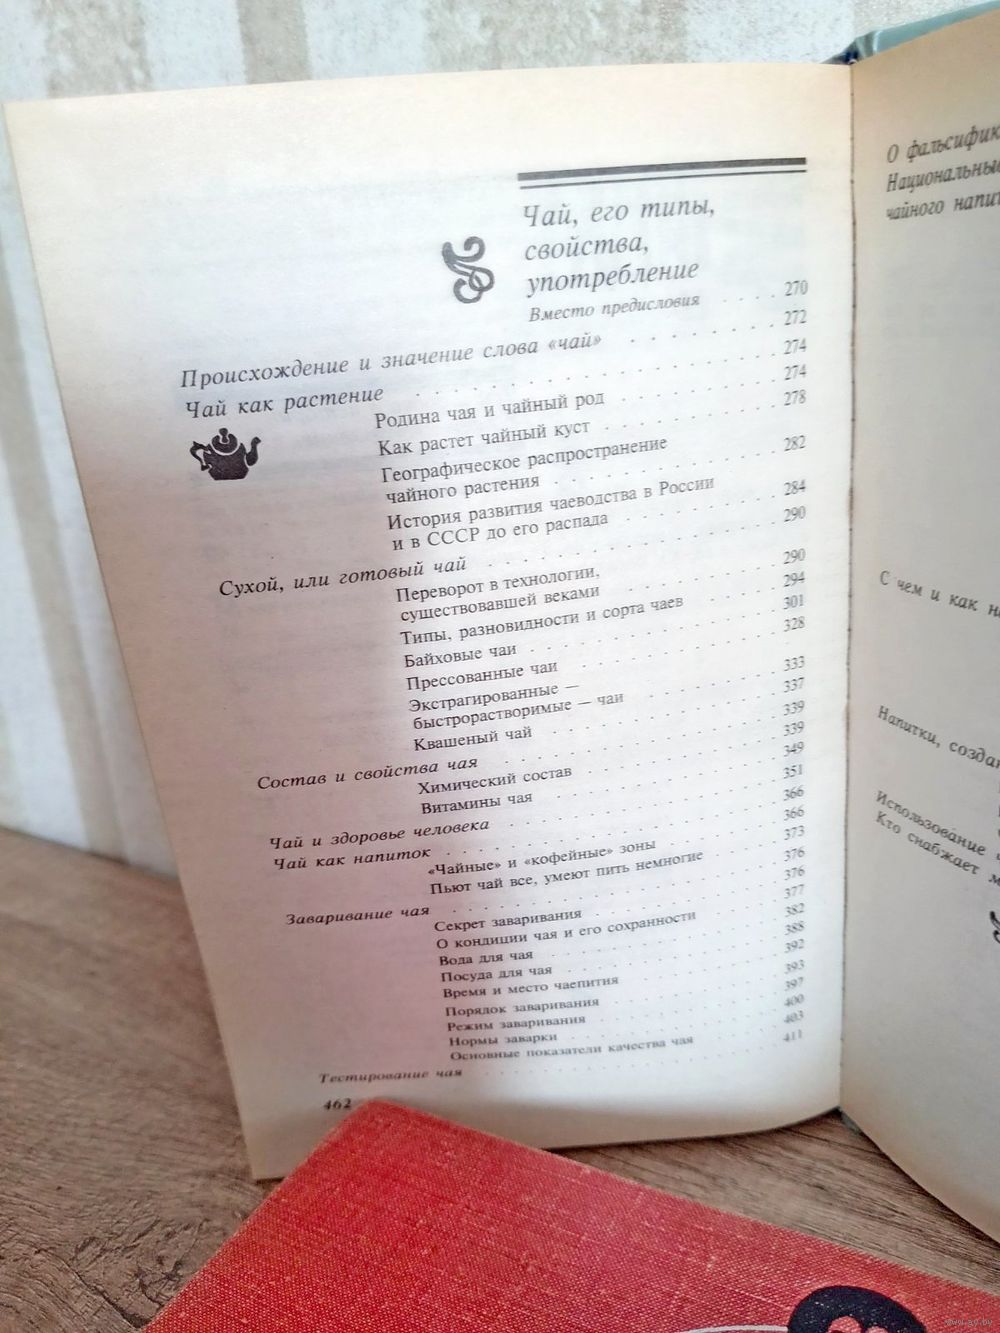 Чай, его типы,
свойства,
употребление
Вместо предисловия . . . . 270
Происхождение и значение слова «чай» . . . . 272
Чай как растение . . . . 274
Родина чая и чайный род . . . . 274
Как растет чайный куст . . . . 278
Географическое распространение
чайного растения . . . . 282
История развития чаеводства в России
и в СССР до его распада . . . . 284
Сухой, или готовый чай . . . . 290
Переворот в технологии,
существовавшей веками . . . . 290
Типы, разновидности и сорта чаев . . . . 294
Байховые чаи . . . . 301
Прессованные чаи . . . . 328
Экстрагированные —
быстрорастворимые — чаи . . . . 333
Квашеный чай . . . . 337
Состав и свойства чая . . . . 339
Химический состав . . . . 339
Витамины чая . . . . 349
Чай и здоровье человека . . . . 351
Чай как напиток . . . . 366
«Чайные» и «кофейные» зоны . . . . 366
Пьют чай все, умеют пить немногие . . . . 373
Заваривание чая . . . . 376
Секрет заваривания . . . . 376
О кондиции чая и его сохранности . . . . 377
Вода для чая . . . . 382
Посуда для чая . . . . 388
Время и место чаепития . . . . 392
Порядок заваривания . . . . 393
Режим заваривания . . . . 397
Нормы заварки . . . . 400
Основные показатели качества чая . . . . 403
Тестирование чая . . . . 411
462
О фальсифик
Национальные
чайного напит
С чем и как н
Напитки, создан
Использование ч
Кто снабжает м
www.ay.by